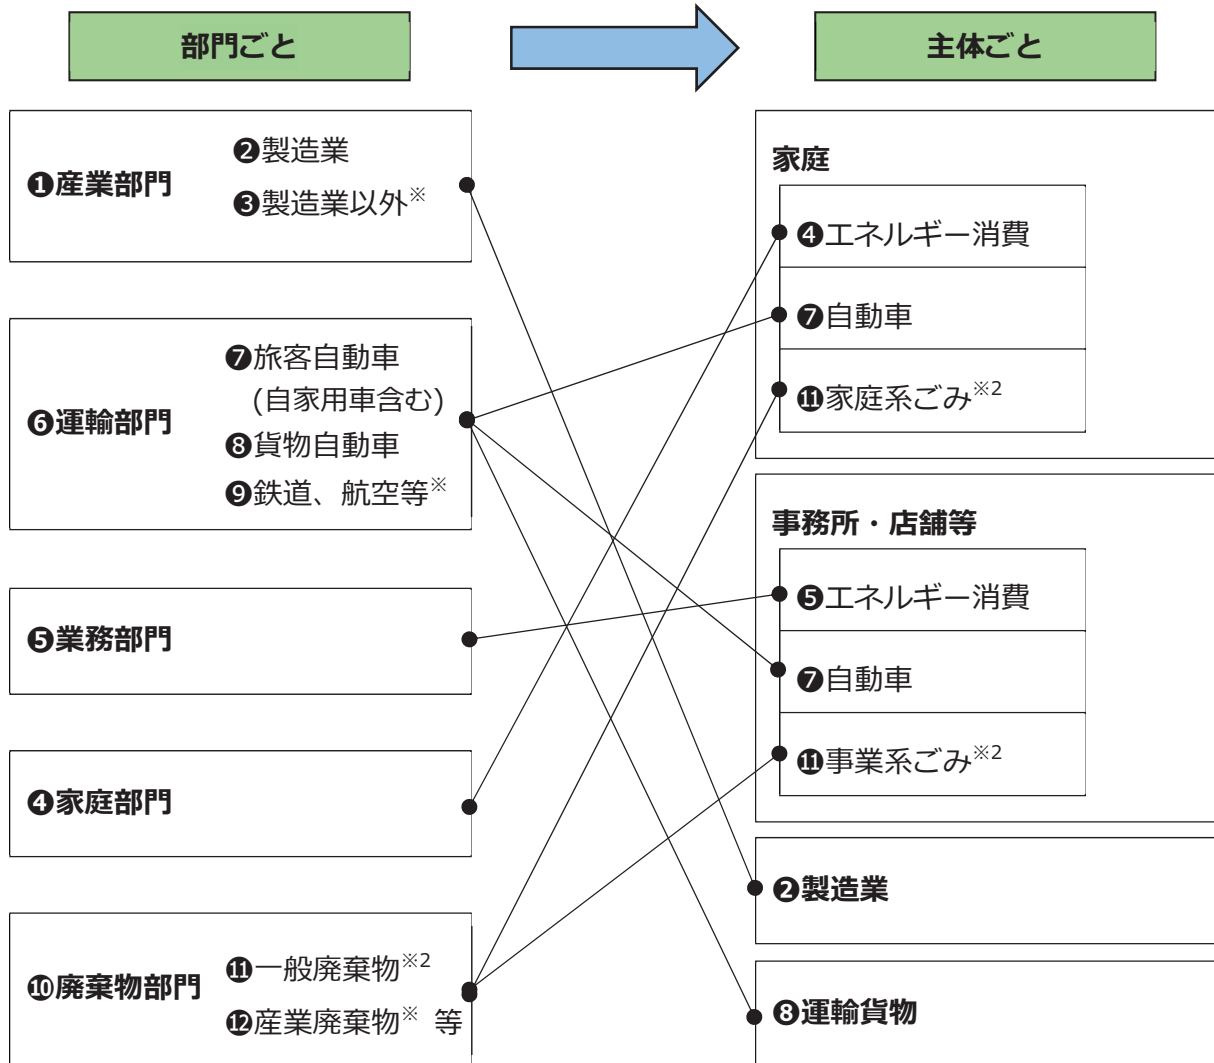 部門ごと
主体ごと
❶産業部門
❷製造業
❸製造業以外※
❻運輸部門
❼旅客自動車
(自家用車含む)
❽貨物自動車
❾鉄道、航空等※
❺業務部門
❹家庭部門
❿廃棄物部門
⓫一般廃棄物※2
⓬産業廃棄物※ 等
家庭
❹エネルギー消費
❼自動車
⓫家庭系ごみ※2
事務所・店舗等
❺エネルギー消費
❼自動車
⓫事業系ごみ※2
❷製造業
❽運輸貨物